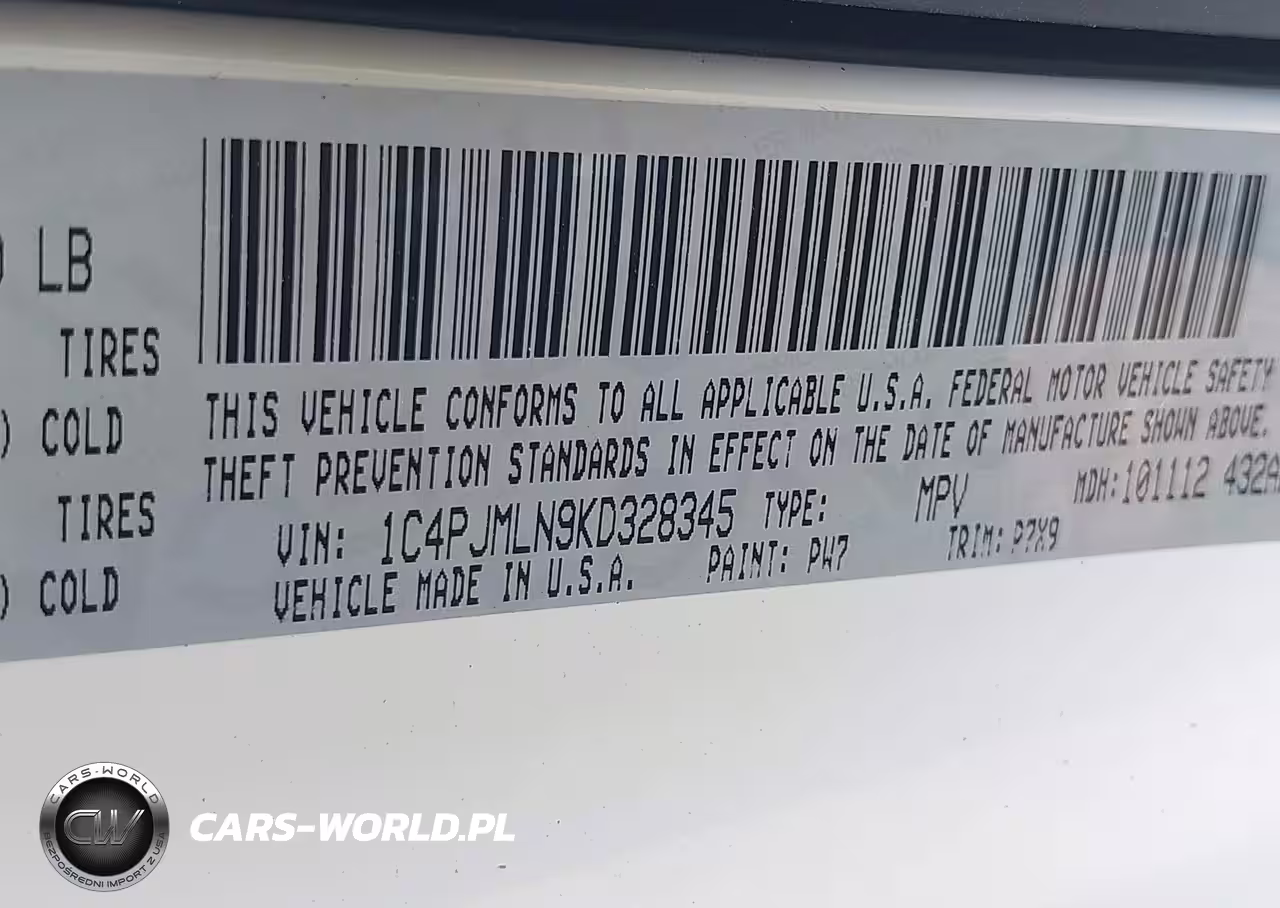 ) LB
TIRES
) COLD
TIRES
) COLD
THIS VEHICLE CONFORMS TO ALL APPLICABLE U.S.A. FEDERAL MOTOR VEHICLE SAFETY
THEFT PREVENTION STANDARDS IN EFFECT ON THE DATE OF MANUFACTURE SHOWN ABOVE.
VIN: 1C4PJMLN9KD328345 TYPE: MPV MDH:101112 432A
VEHICLE MADE IN U.S.A. PAINT: PW7 TRIM: P7X9
CARS-WORLD
CW
BEZPOŚREDNI IMPORT Z USA
CARS-WORLD.PL